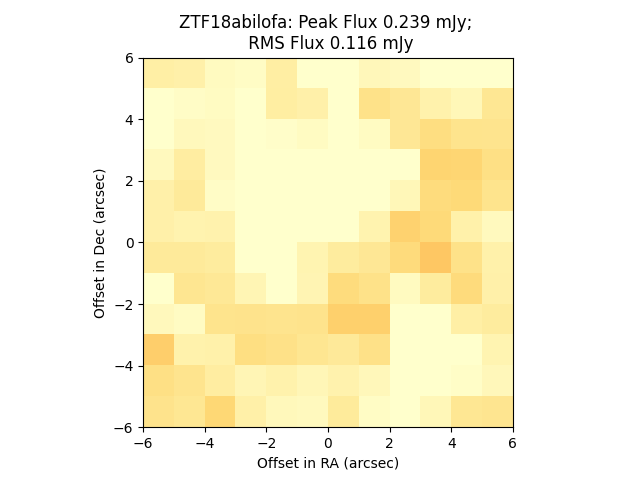 ZTF18abilofa: Peak Flux 0.239 mJy;
RMS Flux 0.116 mJy
6
4
2
0
−2
−4
−6
Offset in Dec (arcsec)
−6 −4 −2 0 2 4 6
Offset in RA (arcsec)